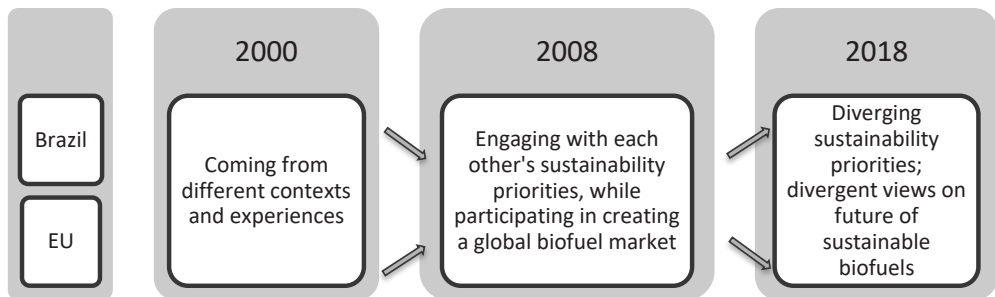 Brazil
EU
2000
Coming from
different contexts
and experiences
2008
Engaging with each
other's sustainability
priorities, while
participating in creating
a global biofuel market
2018
Diverging
sustainability
priorities;
divergent views on
future of
sustainable
biofuels